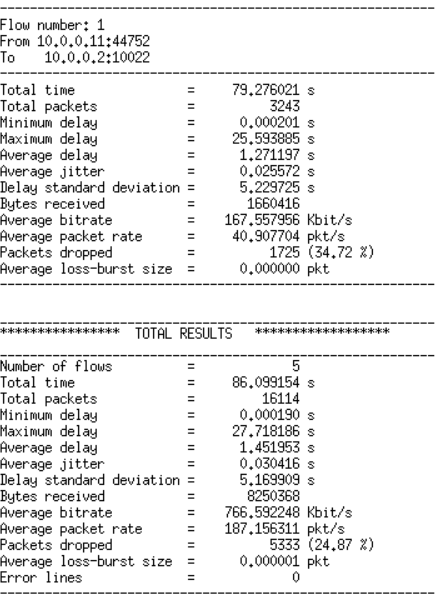 ----------------------------------------------------------
Flow number: 1
From 10.0.0.11:44752
To    10.0.0.2:10022
----------------------------------------------------------
Total time               =     79.276021 s
Total packets            =          3243
Minimum delay            =      0.000201 s
Maximum delay            =     25.593885 s
Average delay            =      1.271197 s
Average jitter           =      0.025572 s
Delay standard deviation =      5.229725 s
Bytes received           =       1660416
Average bitrate          =    167.557956 Kbit/s
Average packet rate      =     40.907704 pkt/s
Packets dropped          =          1725 (34.72 %)
Average loss-burst size  =      0.000000 pkt
----------------------------------------------------------
----------------------------------------------------------
****************  TOTAL RESULTS   ******************
----------------------------------------------------------
Number of flows          =             5
Total time               =     86.099154 s
Total packets            =         16114
Minimum delay            =      0.000190 s
Maximum delay            =     27.718186 s
Average delay            =      1.451953 s
Average jitter           =      0.030416 s
Delay standard deviation =      5.169909 s
Bytes received           =       8250368
Average bitrate          =    766.592248 Kbit/s
Average packet rate      =    187.156311 pkt/s
Packets dropped          =          5333 (24.87 %)
Average loss-burst size  =      0.000001 pkt
Error lines              =             0
----------------------------------------------------------